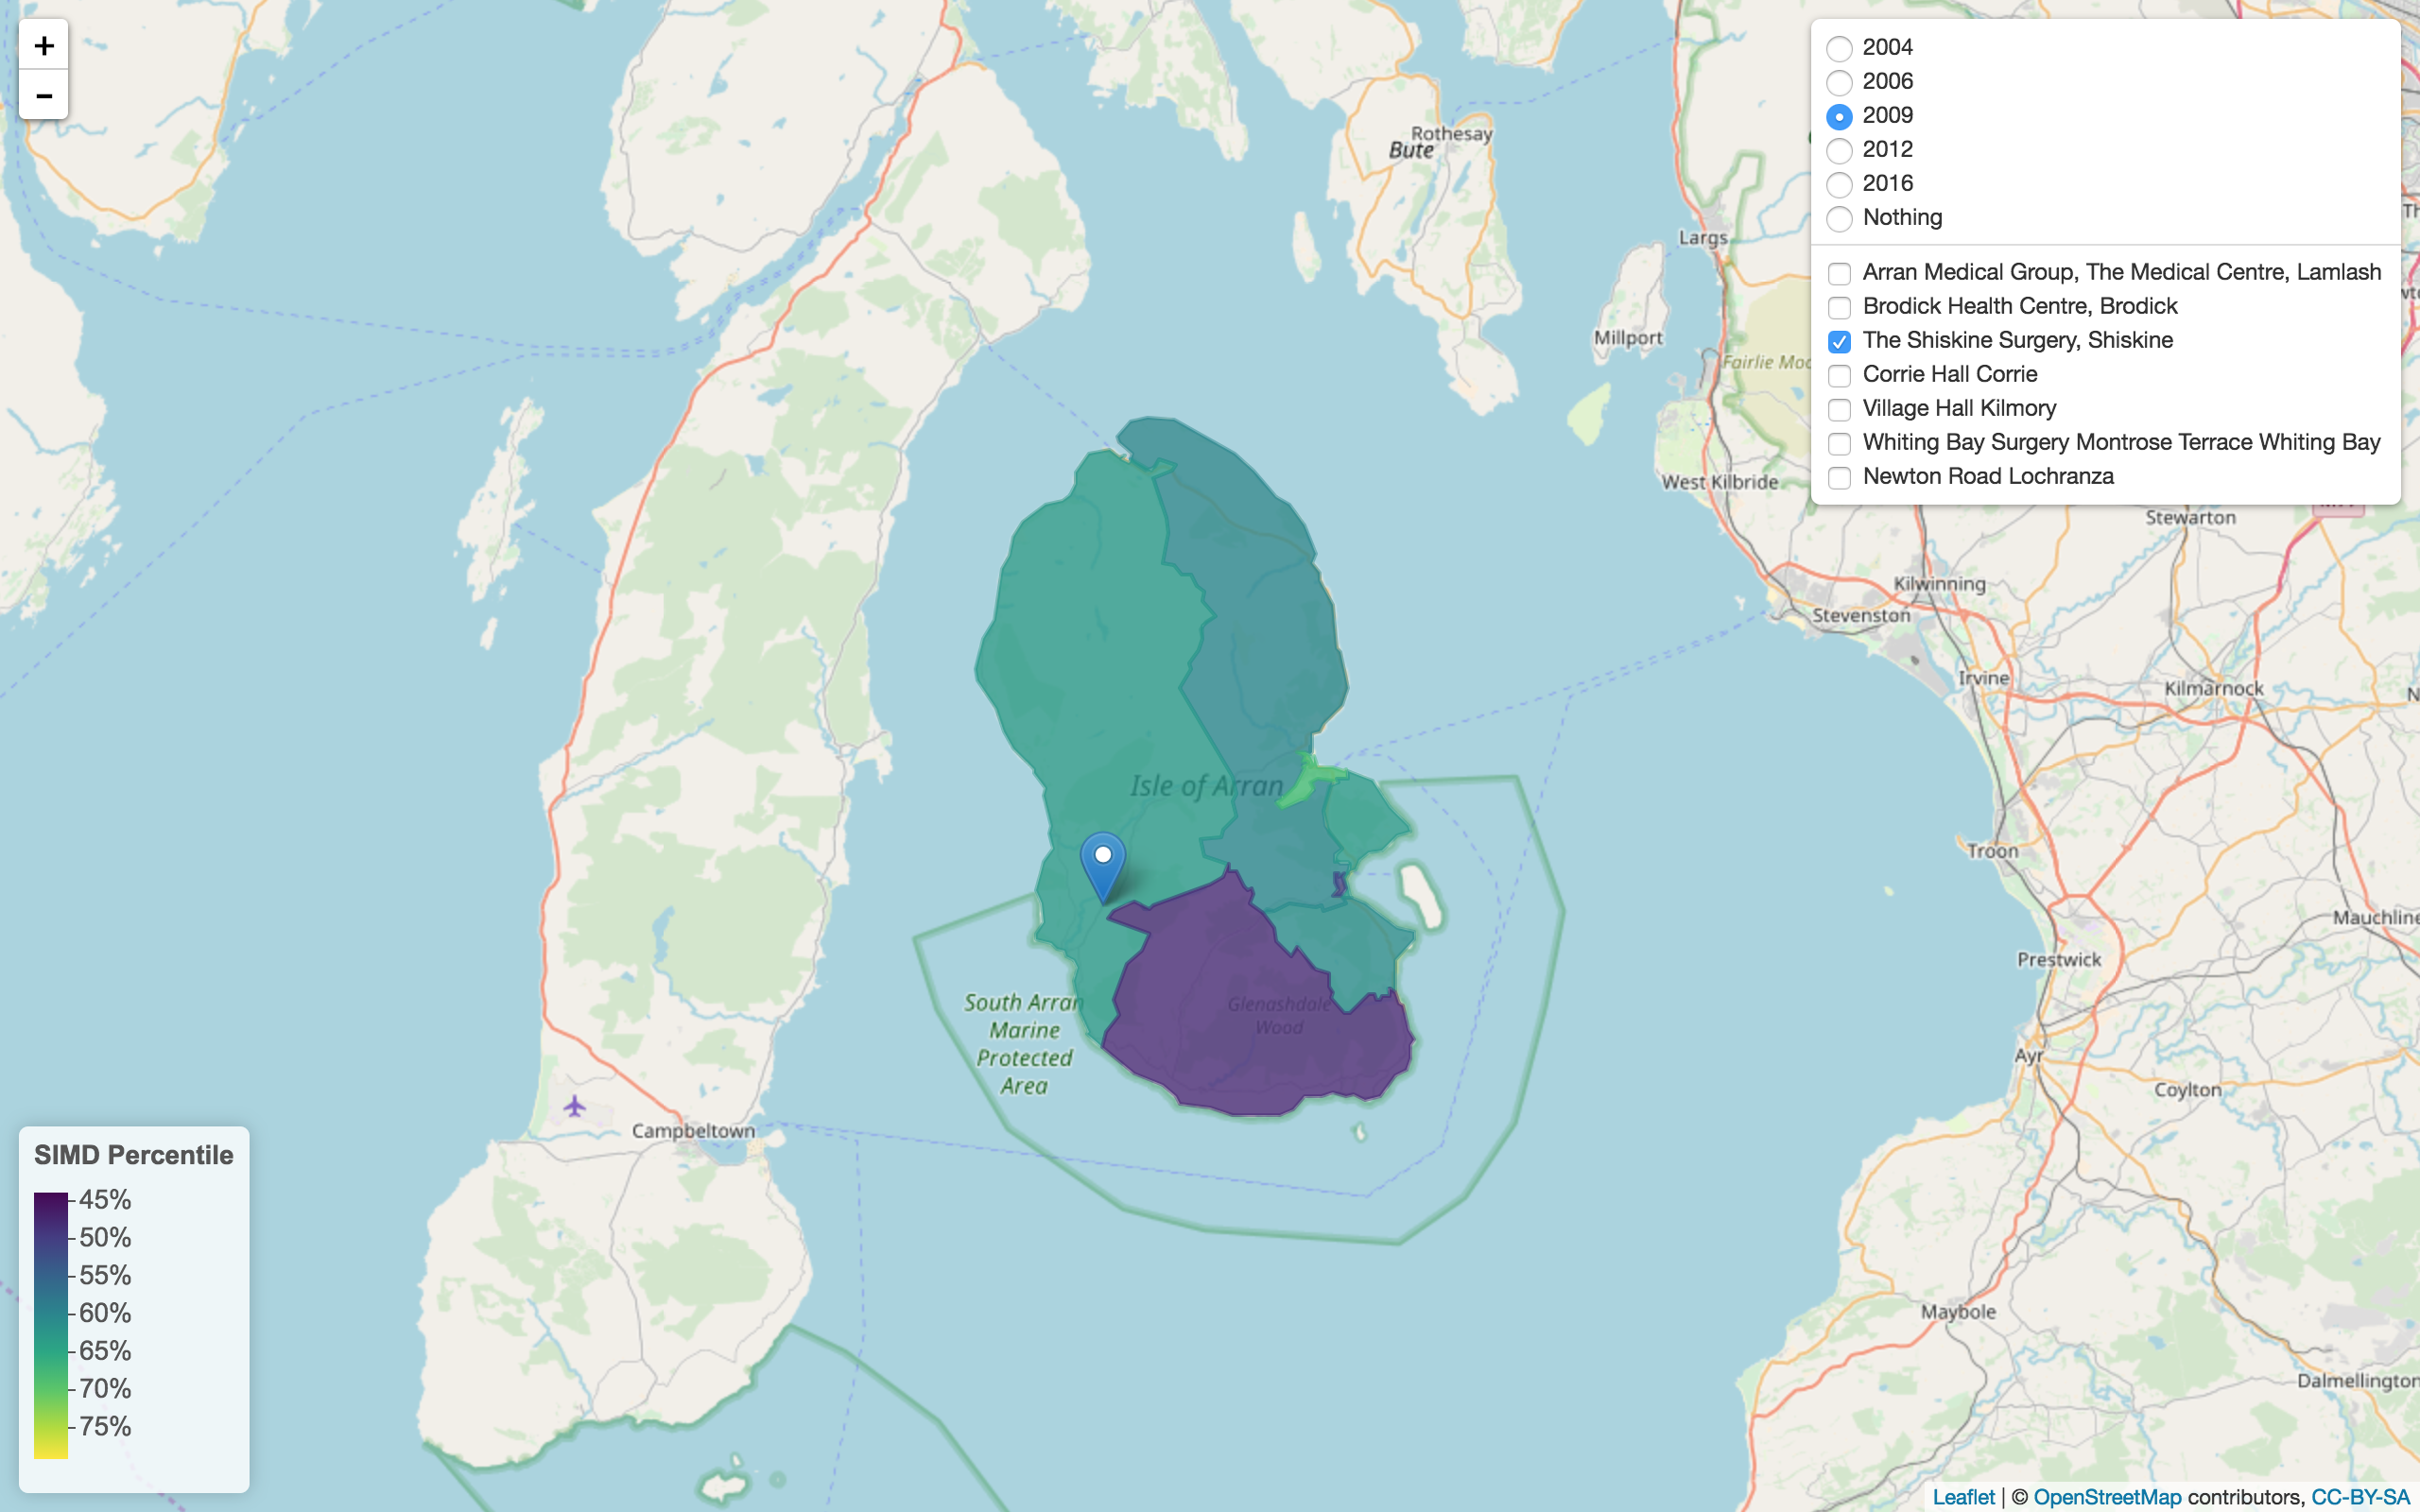 +
−
2004
2006
2009
2012
2016
Nothing
Arran Medical Group, The Medical Centre, Lamlash
Brodick Health Centre, Brodick
The Shiskine Surgery, Shiskine
Corrie Hall Corrie
Village Hall Kilmory
Whiting Bay Surgery Montrose Terrace Whiting Bay
Newton Road Lochranza
Rothesay
Bute
Largs
Millport
West Kilbride
Stewarton
Kilwinning
Stevenston
Irvine
Kilmarnock
Isle of Arran
Troon
Mauchline
Prestwick
South Arran
Marine
Protected
Area
Glenashdale
Wood
Ayr
Coylton
Campbeltown
Maybole
Dalmellington
SIMD Percentile
45%
50%
55%
60%
65%
70%
75%
Leaflet | © OpenStreetMap contributors, CC-BY-SA